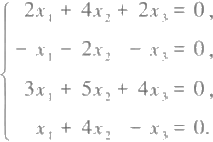 2x₁ + 4x₂ + 2x₃ = 0,
- x₁ - 2x₂ - x₃ = 0,
3x₁ + 5x₂ + 4x₃ = 0,
x₁ + 4x₂ - x₃ = 0.